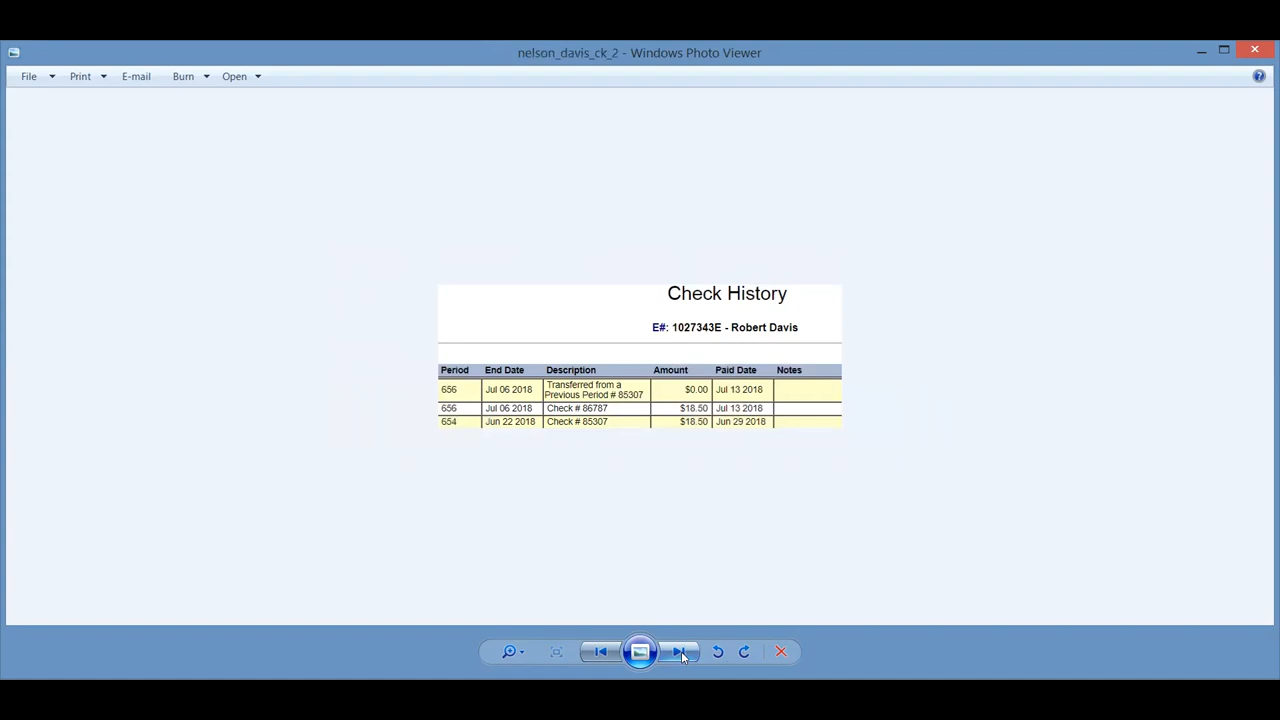 nelson_davis_ck_2 - Windows Photo Viewer
File Print E-mail Burn Open
Check History
E#: 1027343E - Robert Davis
Period End Date Description Amount Paid Date Notes
656 Jul 06 2018 Transferred from a Previous Period # 85307 $0.00 Jul 13 2018
656 Jul 06 2018 Check # 86787 $18.50 Jul 13 2018
654 Jun 22 2018 Check # 85307 $18.50 Jun 29 2018